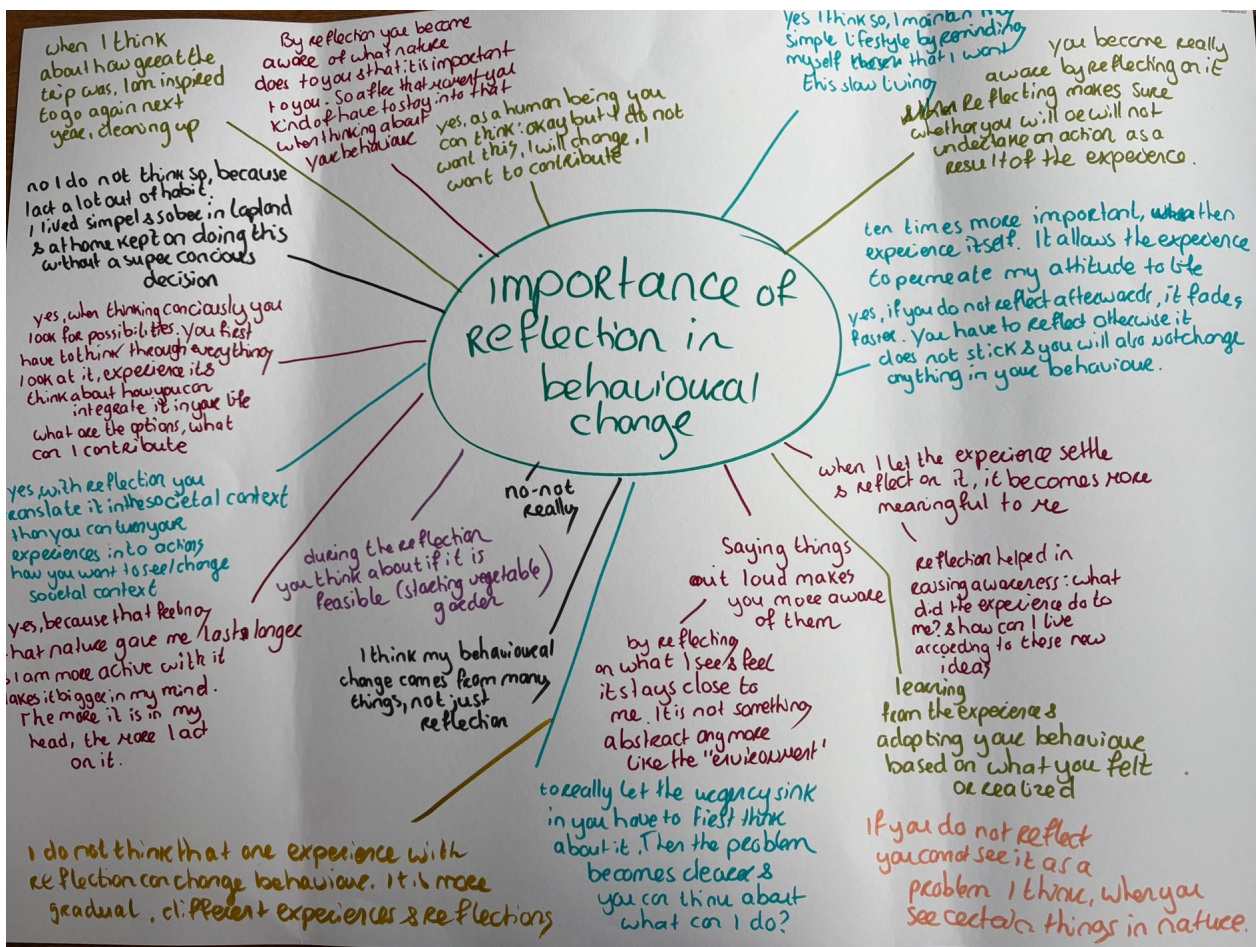 when I think
about how great the
trip was, I am inspired
to go again next
year, cleaning up
By reflection you become
aware of what nature
does to you & that it is important
to you. So after that moment you
kind of have to stay into that
when thinking about
your behaviour
yes, as a human being you
can think: okay but I do not
want this, I will change, I
want to contribute
yes I think so, I maintain my
simple lifestyle by reminding
myself that I want
this slow living
you become really
aware by reflecting on it
Reflecting makes sure
whether you will or will not
undertake an action as a
result of the experience.
no I do not think so, because
I act a lot out of habit.
I lived simpel & sober in Lapland
& at home kept on doing this
without a super concious
decision
importance of
reflection in
behavioural
change
ten times more important, then
experience itself. It allows the experience
to permeate my attitude to life
yes, if you do not reflect afterwards, it fades
faster. You have to reflect otherwise it
does not stick & you will also not change
anything in your behaviour.
yes, when thinking conciously you
look for possibilities. You first
have to think through everything
look at it, experience it &
think about how you can
integrate it in your life
what are the options, what
can I contribute
yes, with reflection you
ranslate it in the societal context
then you can turn your
experiences into actions
how you want to see/change
societal context
yes, because that feeling
that nature gave me lasts longer
I am more active with it
akes it bigger in my mind.
The more it is in my
head, the more I act
on it.
during the reflection
you think about if it is
feasible (starting vegetable
garden)
no-not
really
I think my behavioural
change comes from many
things, not just
reflection
Saying things
out loud makes
you more aware
of them
by reflecting
on what I see & feel
it stays close to
me. It is not something
abstract anymore
like the "environment"
when I let the experience settle
& reflect on it, it becomes more
meaningful to me
reflection helped in
raising awareness: what
did the experience do to
me? & how can I live
according to these new
ideas
learning
from the experience &
adapting your behaviour
based on what you felt
or realized
I do not think that one experience with
reflection can change behaviour. It is more
gradual, different experiences & reflections
to really let the urgency sink
in you have to first think
about it. Then the problem
becomes clearer &
you can think about
what can I do?
If you do not reflect
you cannot see it as a
problem I think, when you
see certain things in nature.